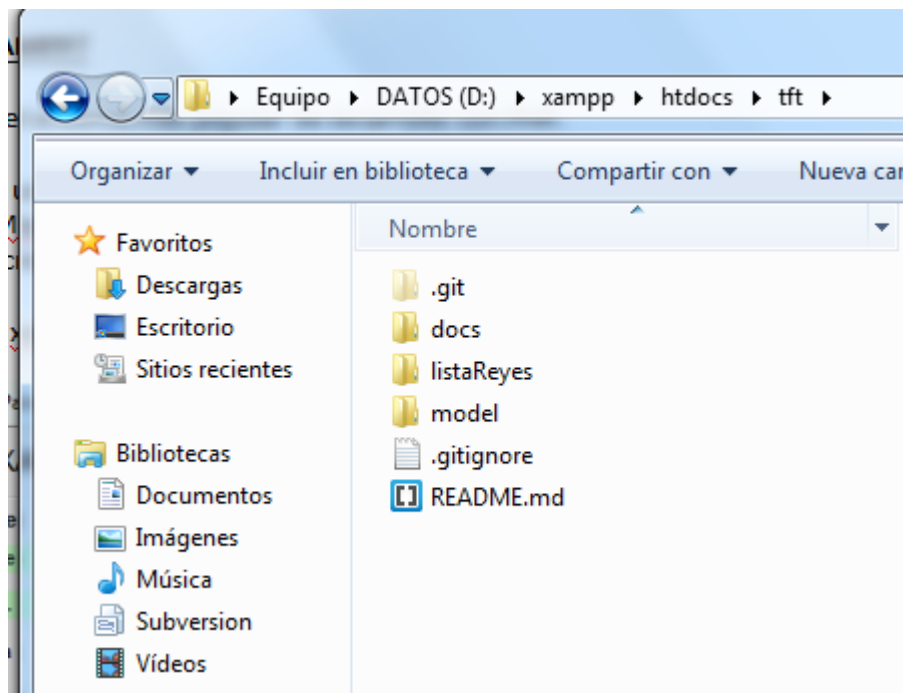 Equipo DATOS (D:) xampp htdocs tft
Organizar Incluir en biblioteca Compartir con Nueva car
Favoritos
Descargas
Escritorio
Sitios recientes
Bibliotecas
Documentos
Imágenes
Música
Subversion
Vídeos
Nombre
.git
docs
listaReyes
model
.gitignore
README.md